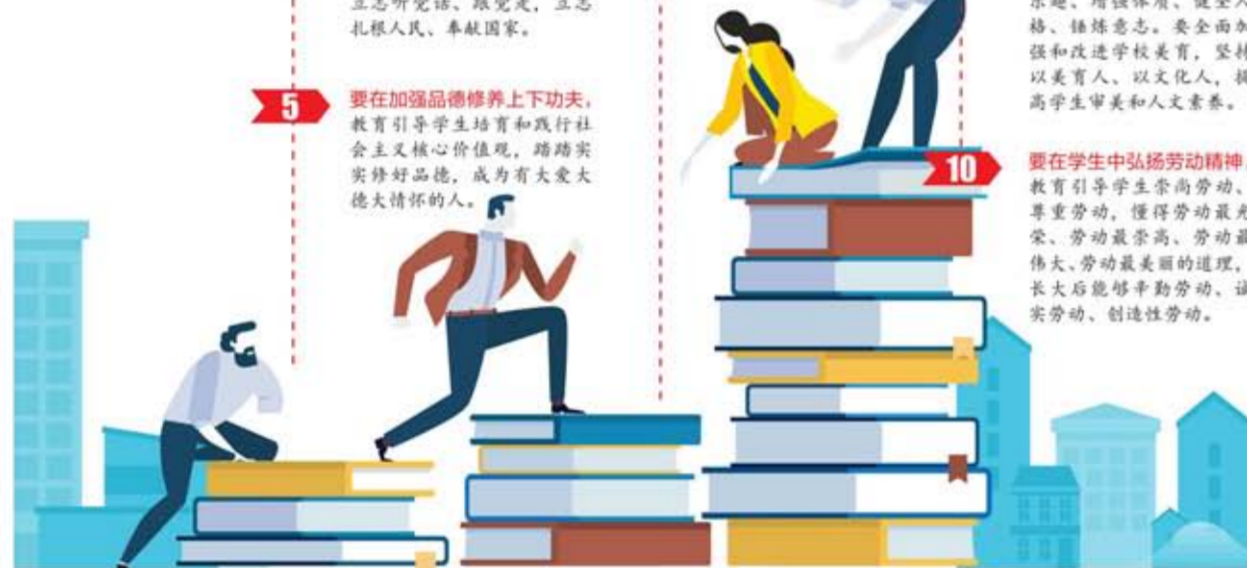 立志听党话、跟党走，立志
扎根人民、奉献国家。
5
要在加强品德修养上下功夫，
教育引导学生培育和践行社
会主义核心价值观，踏踏实
实修好品德，成为有大爱大
德大情怀的人。
乐趣、增强体质、健全人
格、锤炼意志。要全面加
强和改进学校美育，坚持
以美育人、以文化人，提
高学生审美和人文素养。
10
要在学生中弘扬劳动精神
教育引导学生崇尚劳动、
尊重劳动，懂得劳动最光
荣、劳动最崇高、劳动最
伟大、劳动最美丽的道理，
长大后能够辛勤劳动、诚
实劳动、创造性劳动。